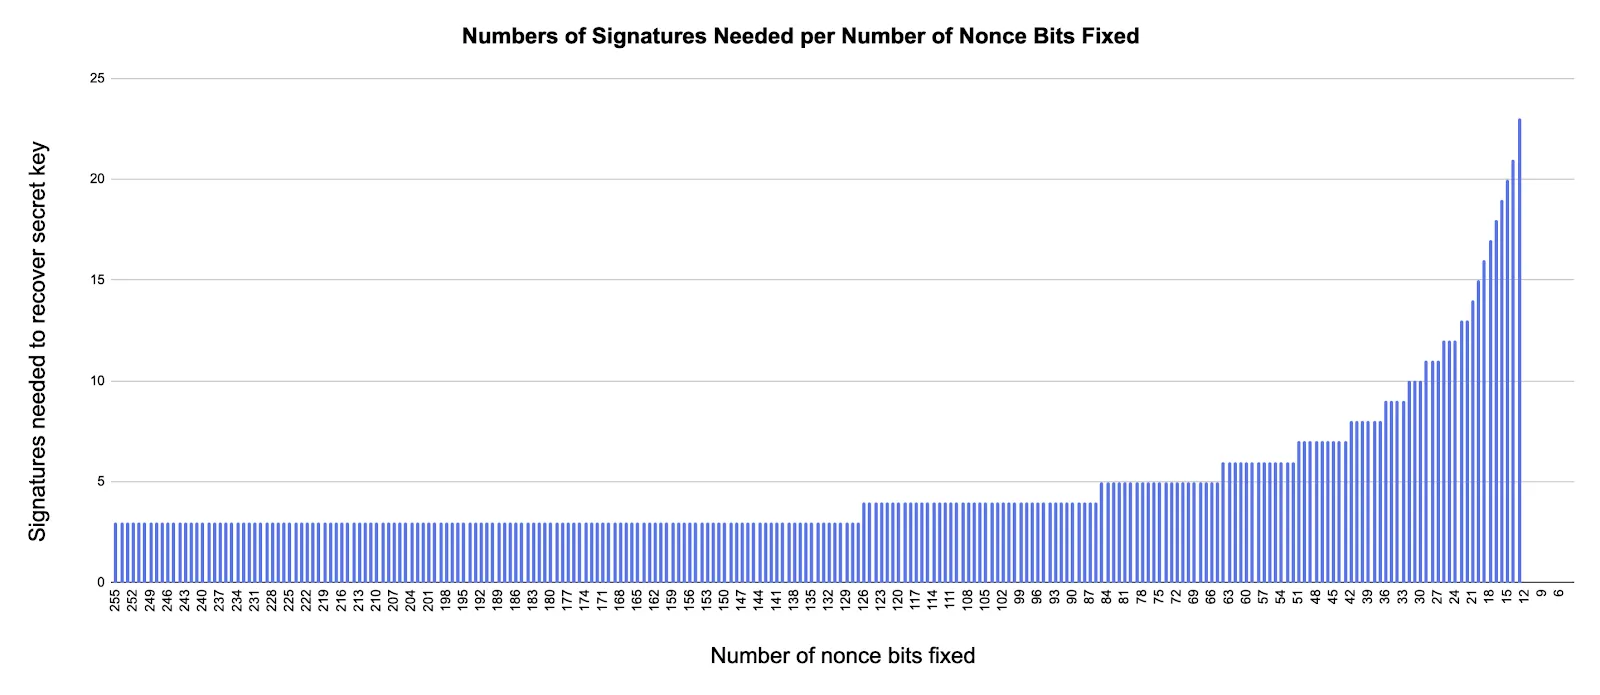 Numbers of Signatures Needed per Number of Nonce Bits Fixed
Signatures needed to recover secret key
25
20
15
10
5
0
255 252 249 246 243 240 237 234 231 228 225 222 219 216 213 210 207 204 201 198 195 192 189 186 183 180 177 174 171 168 165 162 159 156 153 150 147 144 141 138 135 132 129 126 123 120 117 114 111 108 105 102 99 96 93 90 87 84 81 78 75 72 69 66 63 60 57 54 51 48 45 42 39 36 33 30 27 24 21 18 15 12 9 6
Number of nonce bits fixed